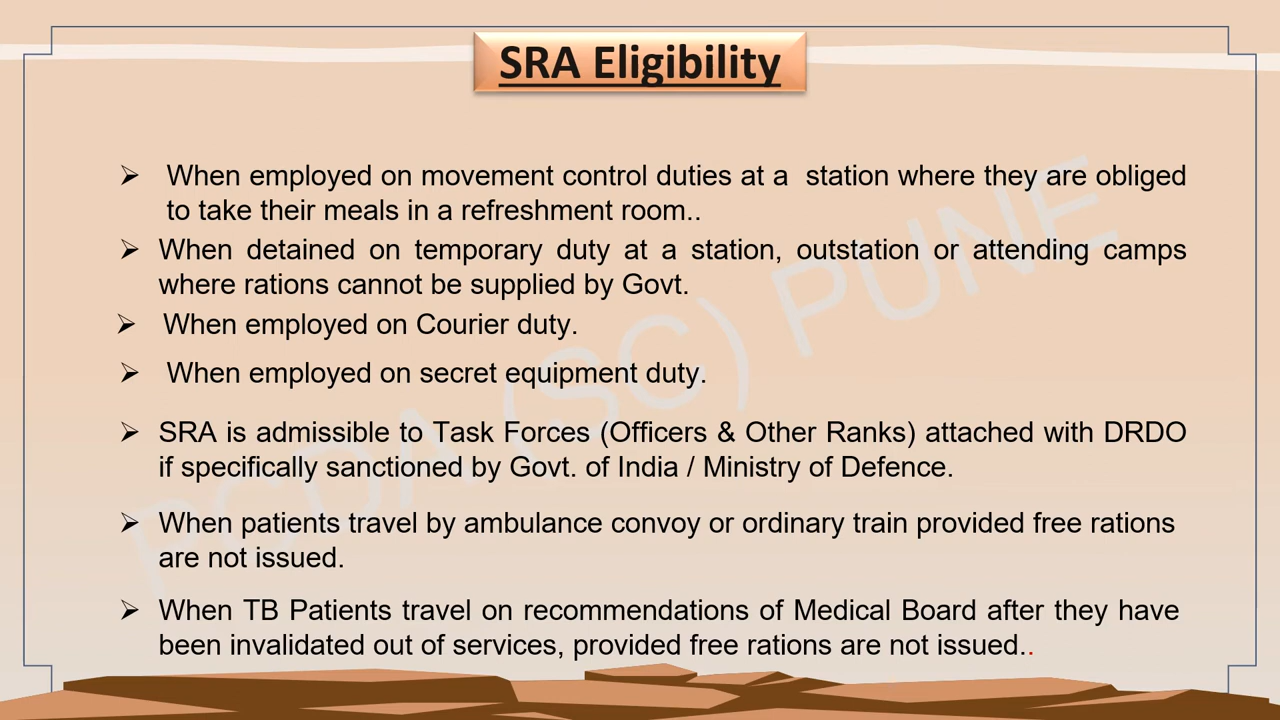 SRA Eligibility
➢ When employed on movement control duties at a station where they are obliged
to take their meals in a refreshment room..
➢ When detained on temporary duty at a station, outstation or attending camps
where rations cannot be supplied by Govt.
➢ When employed on Courier duty.
➢ When employed on secret equipment duty.
➢ SRA is admissible to Task Forces (Officers & Other Ranks) attached with DRDO
if specifically sanctioned by Govt. of India / Ministry of Defence.
➢ When patients travel by ambulance convoy or ordinary train provided free rations
are not issued.
➢ When TB Patients travel on recommendations of Medical Board after they have
been invalidated out of services, provided free rations are not issued..
PCDA (SC) PUNE